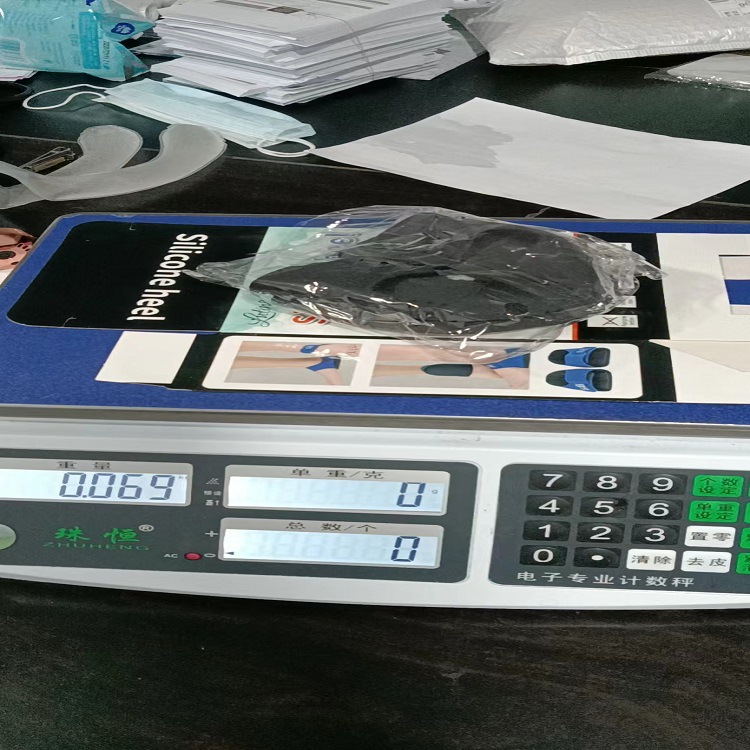 Silicone heel
重量
0.069
单重/克
0
总数/个
0
珠恒®
ZHUHENG
AC
7 8 9 个数设定
4 5 6 单重设定
1 2 3 置零
0 • 清除 去皮
电子专业计数秤